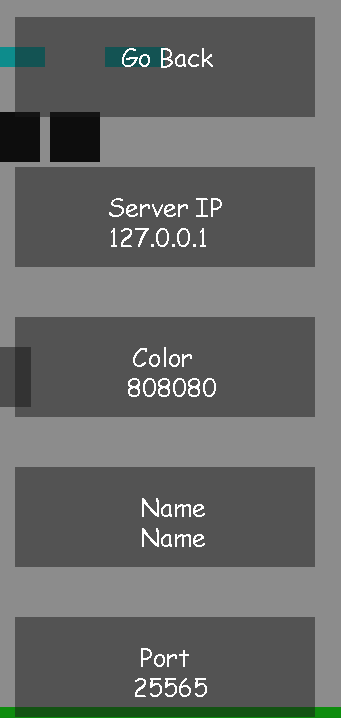 Go Back
Server IP
127.0.0.1
Color
808080
Name
Name
Port
25565